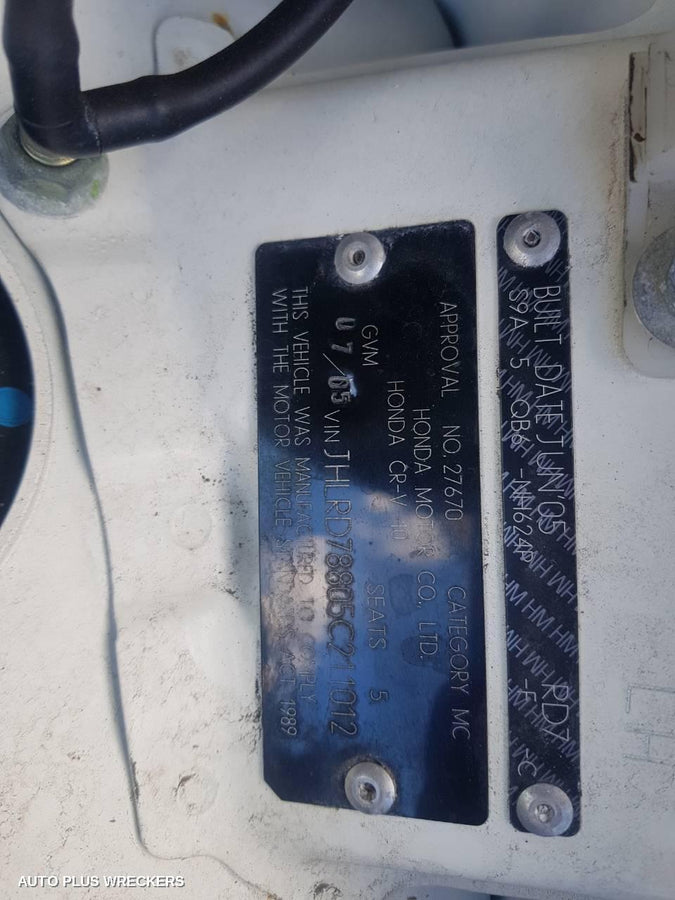 BUILT DATE JUN'05 RD7
S9A 5 QB6 -NH624P
APPROVAL NO. 27670 CATEGORY MC
HONDA MOTOR CO., LTD.
HONDA CR-V
GVM SEATS 5
07/05 VIN JHLRD78805C211012
THIS VEHICLE WAS MANUFACTURED TO COMPLY
WITH THE MOTOR VEHICLE STANDARDS ACT 1989
AUTO PLUS WRECKERS